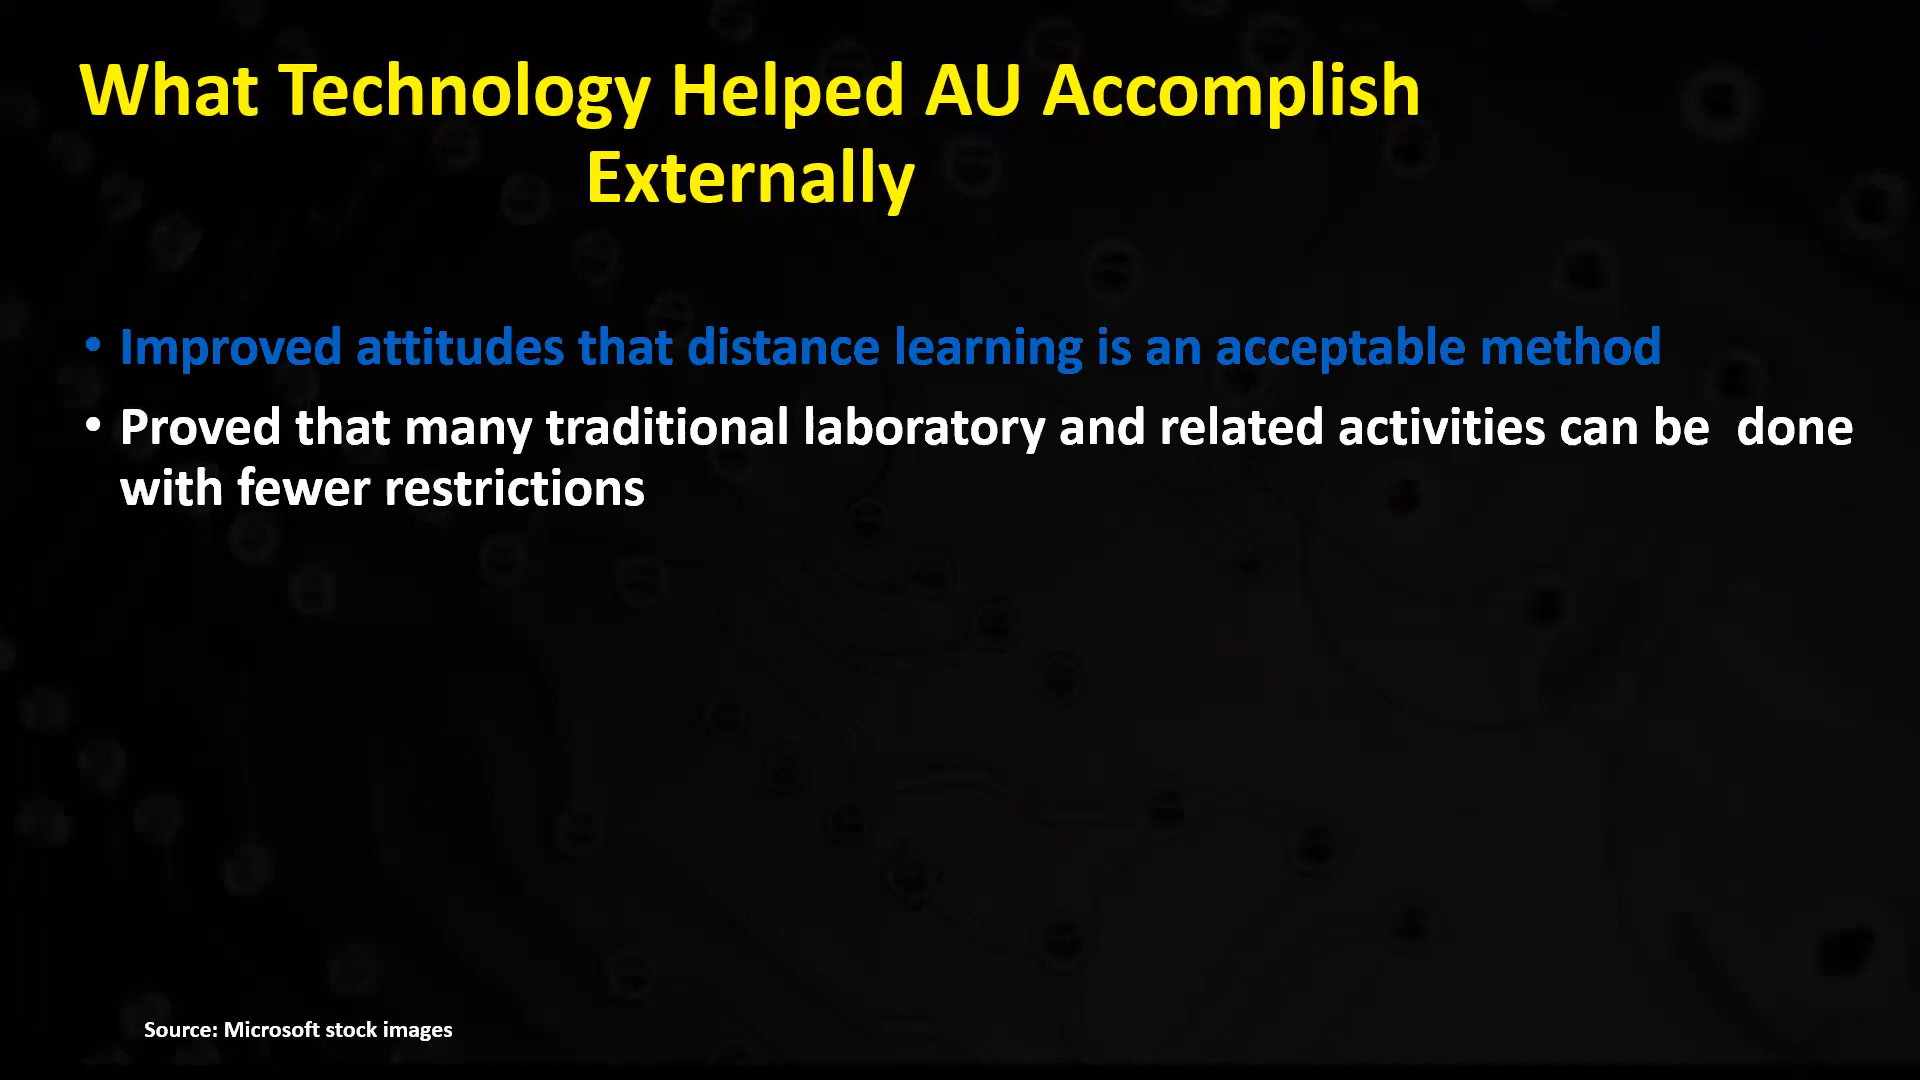 What Technology Helped AU Accomplish
Externally
• Improved attitudes that distance learning is an acceptable method
• Proved that many traditional laboratory and related activities can be  done
with fewer restrictions
Source: Microsoft stock images